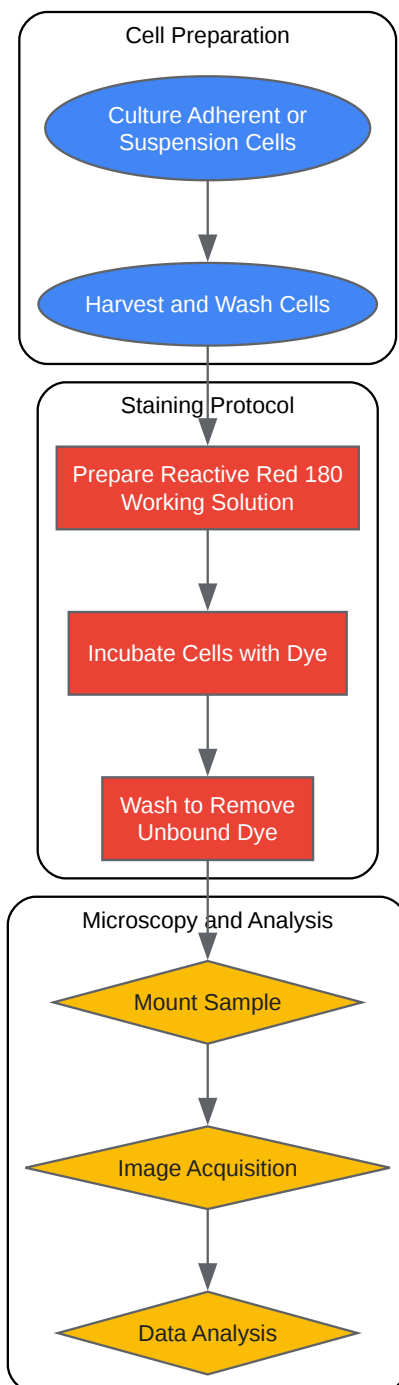 Cell Preparation
Culture Adherent or
Suspension Cells
Harvest and Wash Cells
Staining Protocol
Prepare Reactive Red 180
Working Solution
Incubate Cells with Dye
Wash to Remove
Unbound Dye
Microscopy and Analysis
Mount Sample
Image Acquisition
Data Analysis